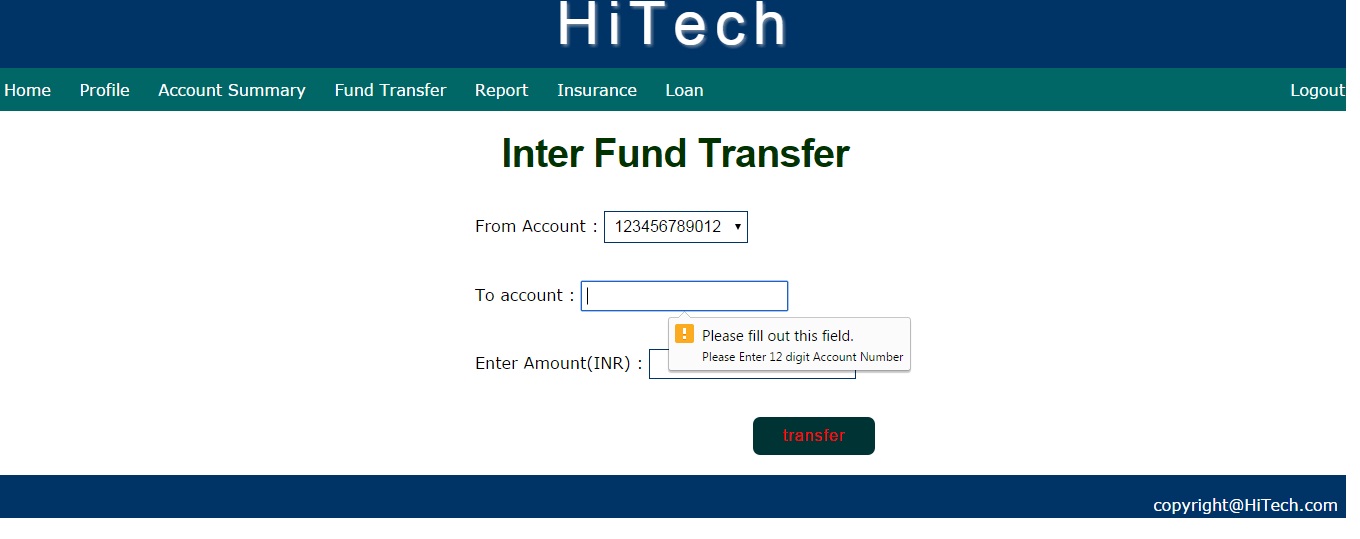 HiTech
Home Profile Account Summary Fund Transfer Report Insurance Loan Logout
Inter Fund Transfer
From Account : 123456789012
To account :
Please fill out this field.
Please Enter 12 digit Account Number
Enter Amount(INR) :
transfer
copyright@HiTech.com